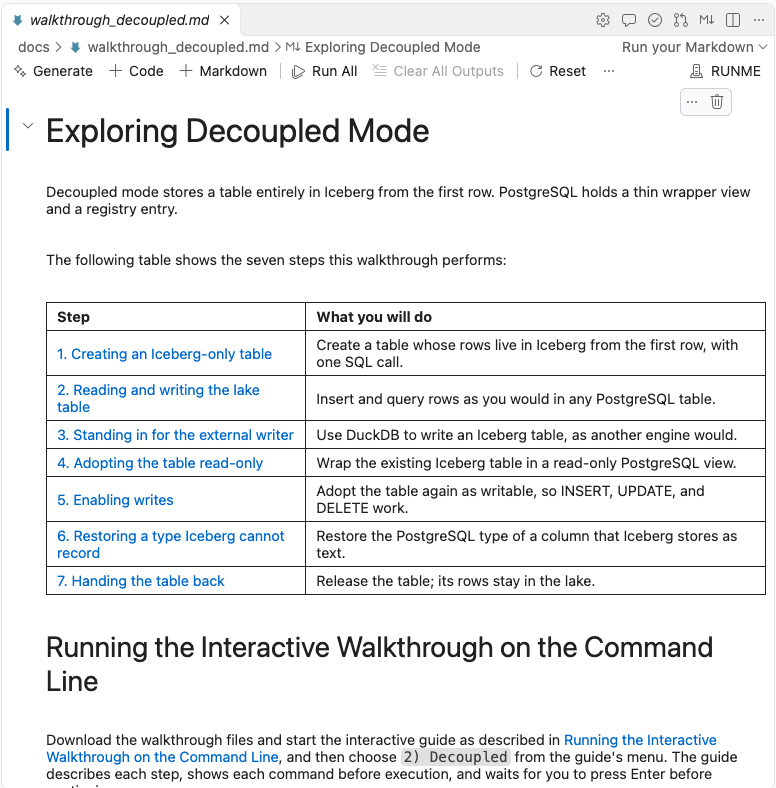 walkthrough_decoupled.md
docs > walkthrough_decoupled.md > M↓ Exploring Decoupled Mode
Run your Markdown
Generate + Code + Markdown Run All Clear All Outputs Reset ... RUNME
Exploring Decoupled Mode
Decoupled mode stores a table entirely in Iceberg from the first row. PostgreSQL holds a thin wrapper view
and a registry entry.
The following table shows the seven steps this walkthrough performs:
Step
What you will do
1. Creating an Iceberg-only table
Create a table whose rows live in Iceberg from the first row, with
one SQL call.
2. Reading and writing the lake
table
Insert and query rows as you would in any PostgreSQL table.
3. Standing in for the external writer
Use DuckDB to write an Iceberg table, as another engine would.
4. Adopting the table read-only
Wrap the existing Iceberg table in a read-only PostgreSQL view.
5. Enabling writes
Adopt the table again as writable, so INSERT, UPDATE, and
DELETE work.
6. Restoring a type Iceberg cannot
record
Restore the PostgreSQL type of a column that Iceberg stores as
text.
7. Handing the table back
Release the table; its rows stay in the lake.
Running the Interactive Walkthrough on the Command
Line
Download the walkthrough files and start the interactive guide as described in Running the Interactive
Walkthrough on the Command Line, and then choose 2) Decoupled from the guide's menu. The guide
describes each step, shows each command before execution, and waits for you to press Enter before